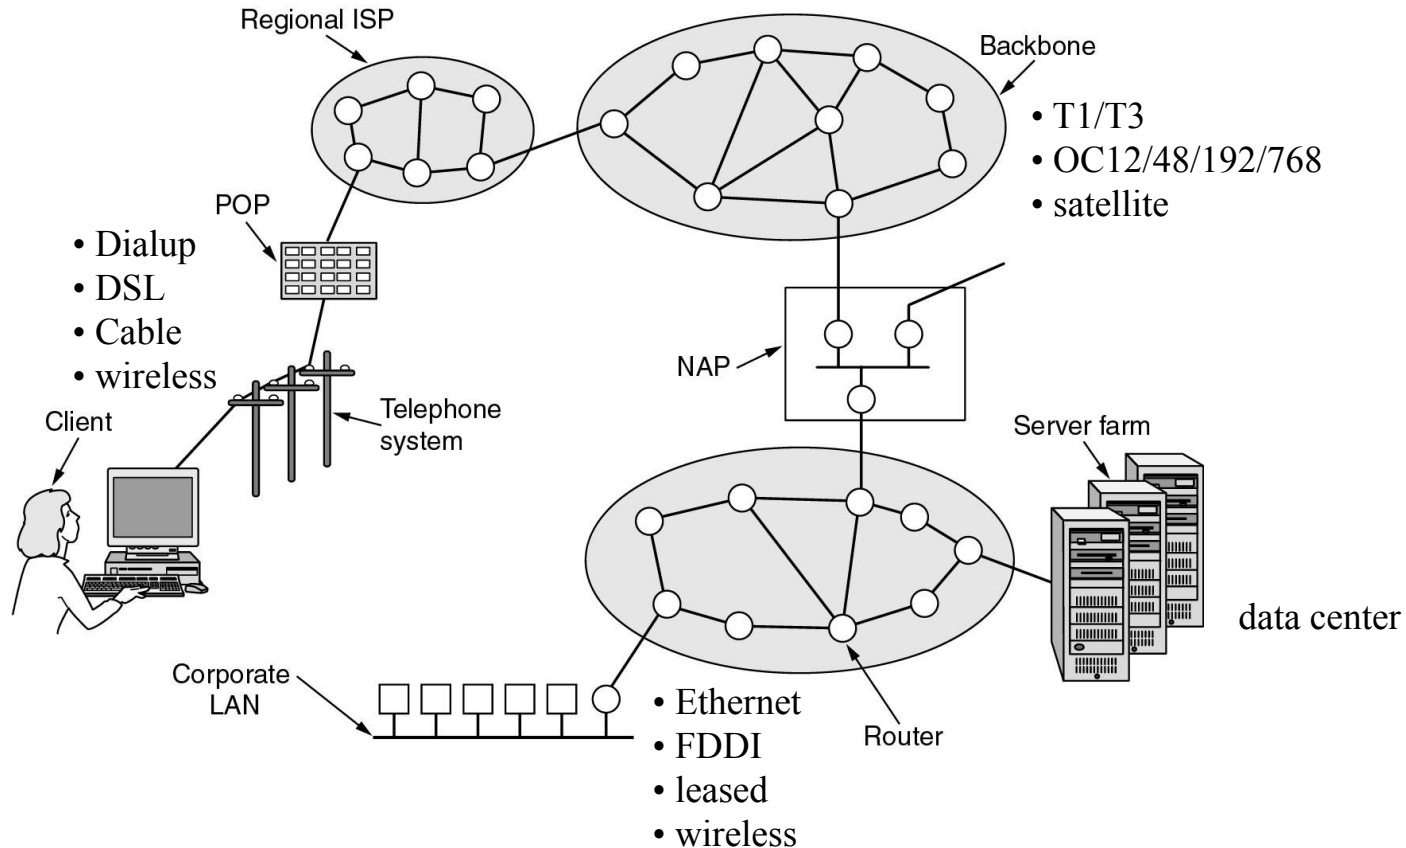 Regional ISP
Backbone
• T1/T3
• OC12/48/192/768
• satellite
POP
• Dialup
• DSL
• Cable
• wireless
NAP
Client
Telephone
system
Server farm
data center
Corporate
LAN
• Ethernet
• FDDI
• leased
• wireless
Router